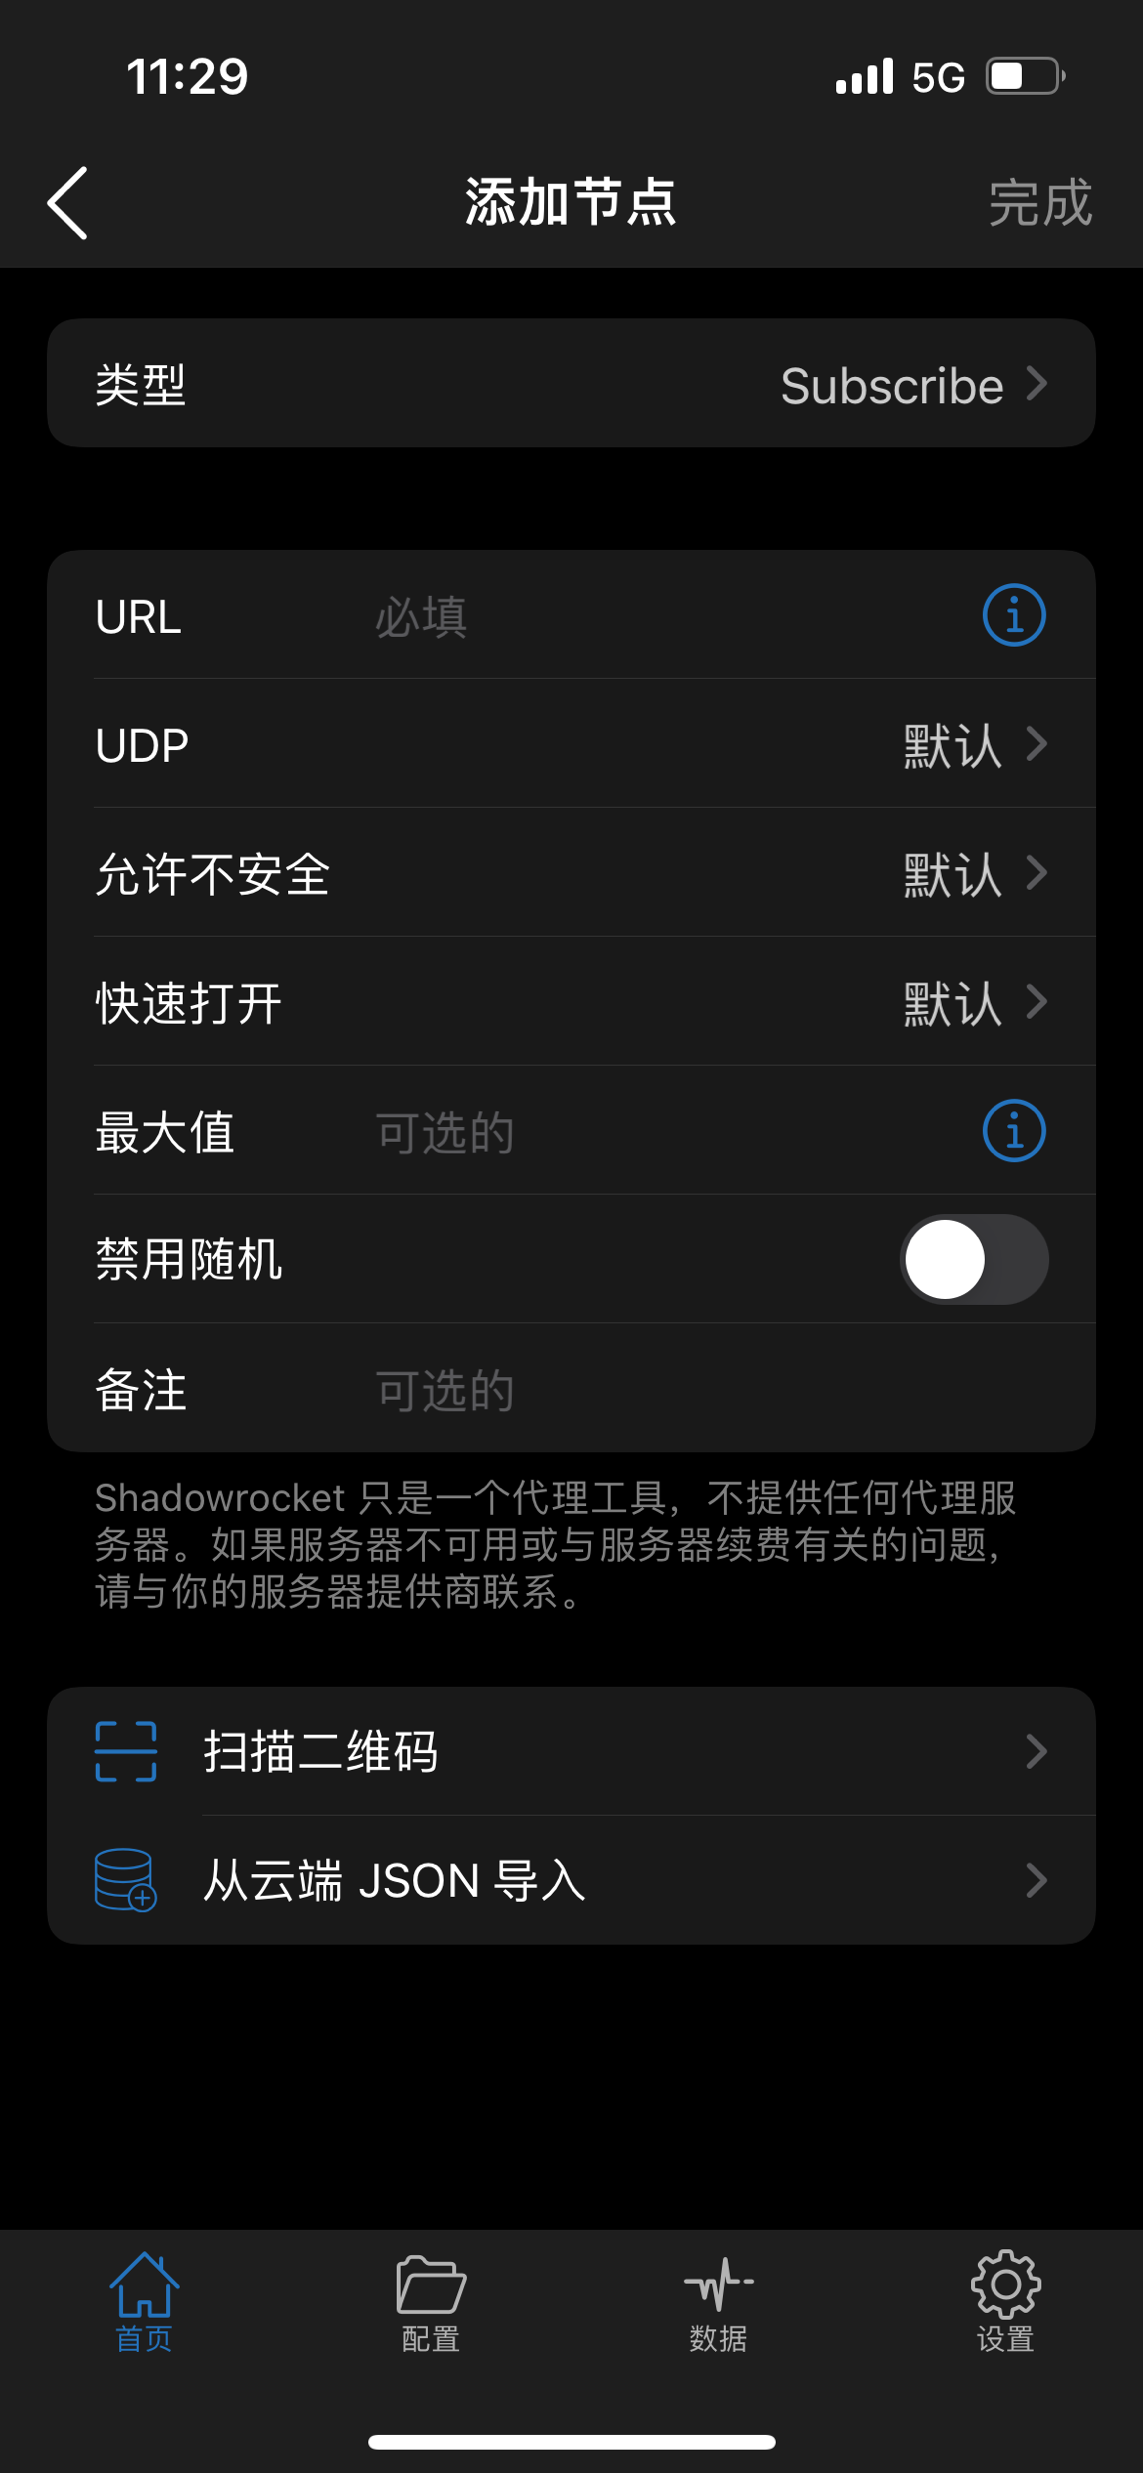 11:29
5G
添加节点
完成
类型
Subscribe
URL
必填
UDP
默认
允许不安全
默认
快速打开
默认
最大值
可选的
禁用随机
备注
可选的
Shadowrocket 只是一个代理工具，不提供任何代理服
务器。如果服务器不可用或与服务器续费有关的问题，
请与你的服务器提供商联系。
扫描二维码
从云端 JSON 导入
首页
配置
数据
设置